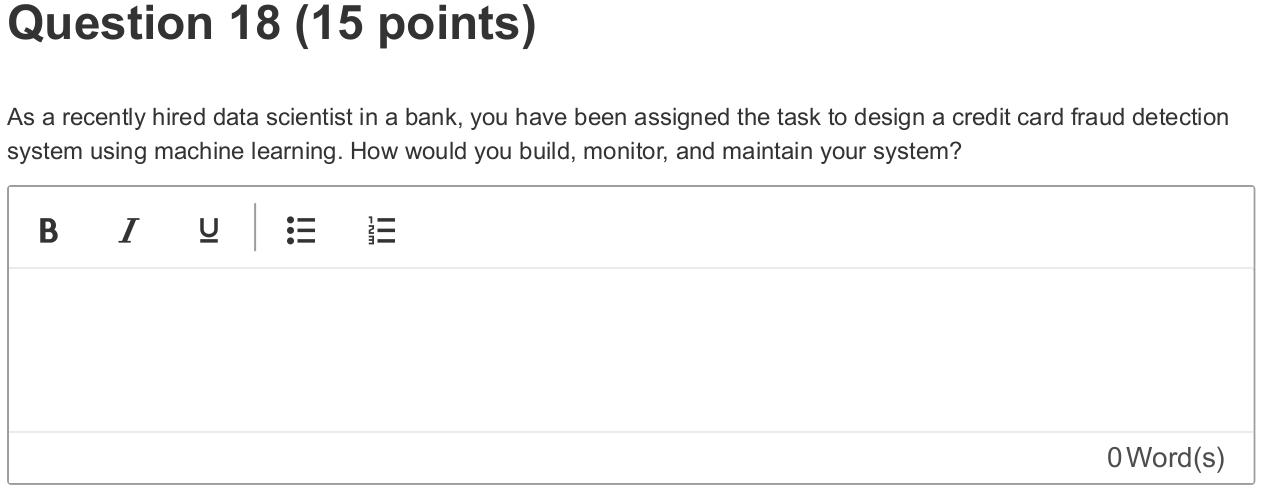 Question 18 (15 points)
As a recently hired data scientist in a bank, you have been assigned the task to design a credit card fraud detection
system using machine learning. How would you build, monitor, and maintain your system?
B I U
0 Word(s)